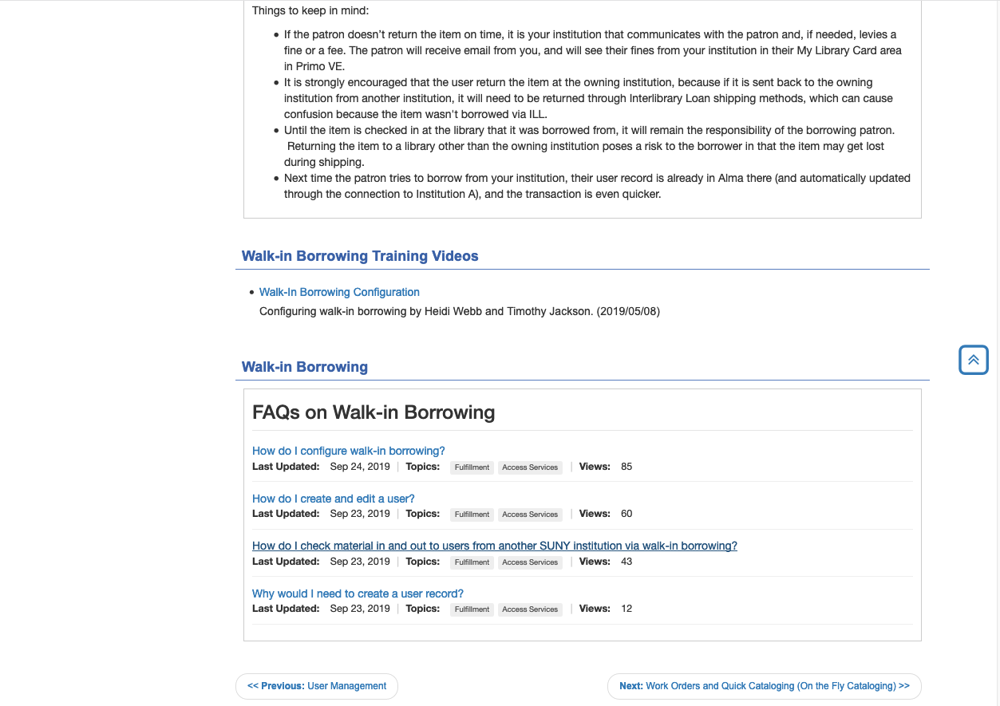 Things to keep in mind:
• If the patron doesn't return the item on time, it is your institution that communicates with the patron and, if needed, levies a
fine or a fee. The patron will receive email from you, and will see their fines from your institution in their My Library Card area
in Primo VE.
• It is strongly encouraged that the user return the item at the owning institution, because if it is sent back to the owning
institution from another institution, it will need to be returned through Interlibrary Loan shipping methods, which can cause
confusion because the item wasn't borrowed via ILL.
• Until the item is checked in at the library that it was borrowed from, it will remain the responsibility of the borrowing patron.
Returning the item to a library other than the owning institution poses a risk to the borrower in that the item may get lost
during shipping.
• Next time the patron tries to borrow from your institution, their user record is already in Alma there (and automatically updated
through the connection to Institution A), and the transaction is even quicker.
Walk-in Borrowing Training Videos
• Walk-In Borrowing Configuration
Configuring walk-in borrowing by Heidi Webb and Timothy Jackson. (2019/05/08)
Walk-in Borrowing
FAQs on Walk-in Borrowing
How do I configure walk-in borrowing?
Last Updated: Sep 24, 2019 | Topics: Fulfillment Access Services | Views: 85
How do I create and edit a user?
Last Updated: Sep 23, 2019 | Topics: Fulfillment Access Services | Views: 60
How do I check material in and out to users from another SUNY institution via walk-in borrowing?
Last Updated: Sep 23, 2019 | Topics: Fulfillment Access Services | Views: 43
Why would I need to create a user record?
Last Updated: Sep 23, 2019 | Topics: Fulfillment Access Services | Views: 12
<< Previous: User Management
Next: Work Orders and Quick Cataloging (On the Fly Cataloging) >>